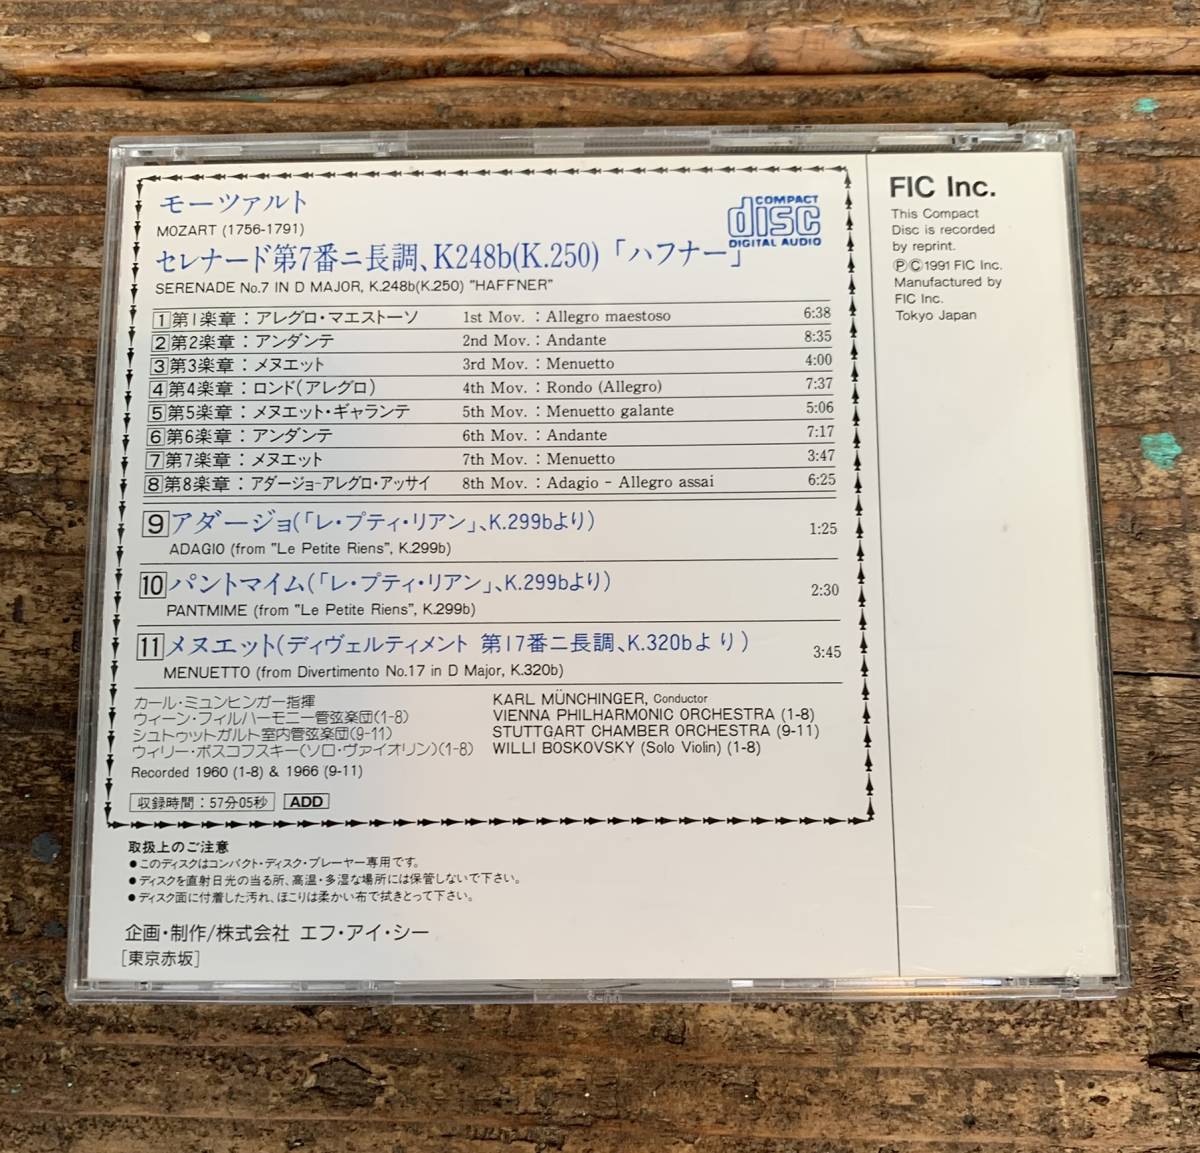 モーツァルト
MOZART (1756-1791)
COMPACT
disc
DIGITAL AUDIO
セレナード第7番ニ長調、K248b(K.250)「ハフナー」
SERENADE No.7 IN D MAJOR, K.248b(K.250) "HAFFNER"
1 第1楽章：アレグロ・マエストーソ 1st Mov.：Allegro maestoso 6:38
2 第2楽章：アンダンテ 2nd Mov.：Andante 8:35
3 第3楽章：メヌエット 3rd Mov.：Menuetto 4:00
4 第4楽章：ロンド(アレグロ) 4th Mov.：Rondo (Allegro) 7:37
5 第5楽章：メヌエット・ギャランテ 5th Mov.：Menuetto galante 5:06
6 第6楽章：アンダンテ 6th Mov.：Andante 7:17
7 第7楽章：メヌエット 7th Mov.：Menuetto 3:47
8 第8楽章：アダージョ-アレグロ・アッサイ 8th Mov.：Adagio - Allegro assai 6:25
9 アダージョ(「レ・プティ・リアン」、K.299bより) 1:25
ADAGIO (from "Le Petite Riens", K.299b)
10 パントマイム(「レ・プティ・リアン」、K.299bより) 2:30
PANTMIME (from "Le Petite Riens", K.299b)
11 メヌエット(ディヴェルティメント 第17番ニ長調、K.320bより) 3:45
MENUETTO (from Divertimento No.17 in D Major, K.320b)
カール・ミュンヒンガー指揮 KARL MÜNCHINGER, Conductor
ウィーン・フィルハーモニー管弦楽団(1-8) VIENNA PHILHARMONIC ORCHESTRA (1-8)
シュトゥットガルト室内管弦楽団(9-11) STUTTGART CHAMBER ORCHESTRA (9-11)
ウィリー・ボスコフスキー(ソロ・ヴァイオリン)(1-8) WILLI BOSKOVSKY (Solo Violin) (1-8)
Recorded 1960 (1-8) & 1966 (9-11)
収録時間：57分05秒 ADD
取扱上のご注意
●このディスクはコンパクト・ディスク・プレーヤー専用です。
●ディスクを直射日光の当る所、高温・多湿な場所には保管しないで下さい。
●ディスク面に付着した汚れ、ほこりは柔かい布で拭きとって下さい。
企画・制作/株式会社 エフ・アイ・シー
[東京赤坂]
FIC Inc.
This Compact
Disc is recorded
by reprint.
ⓅⒸ1991 FIC Inc.
Manufactured by
FIC Inc.
Tokyo Japan